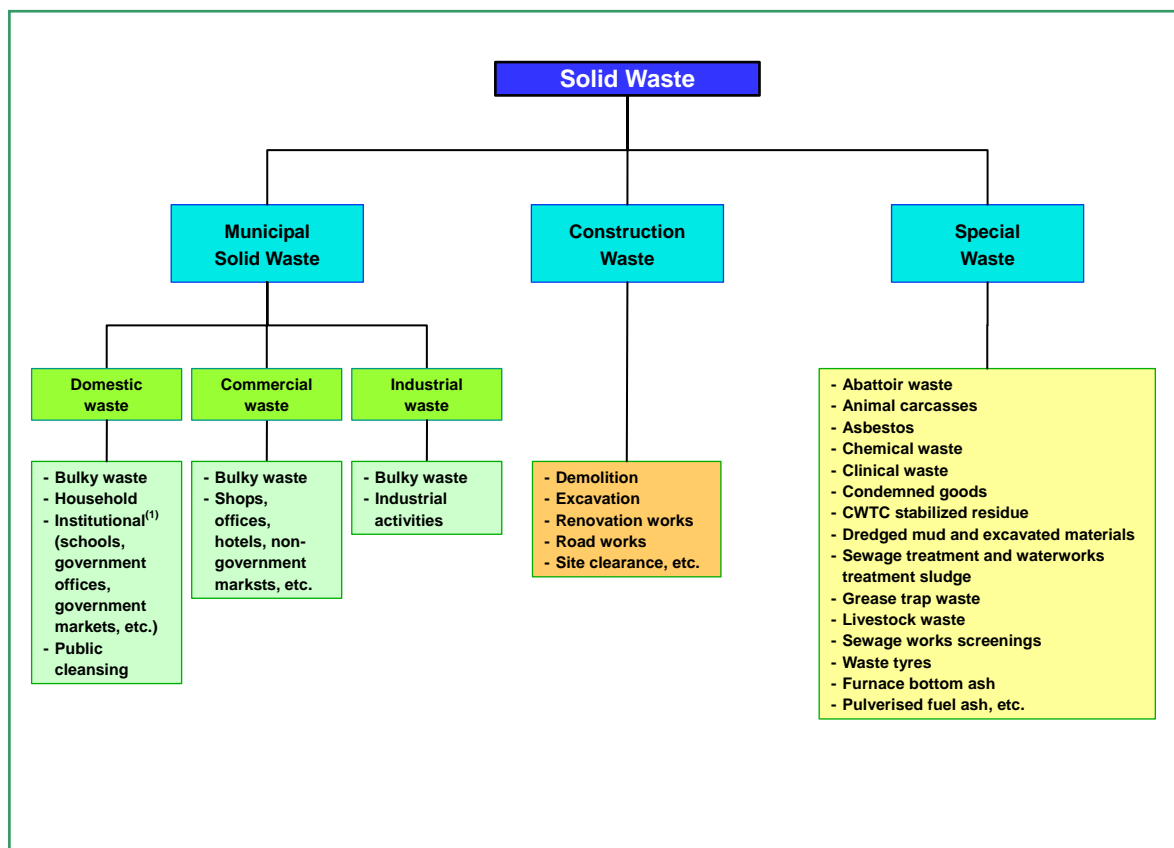 Solid Waste
Municipal
Solid Waste
Construction
Waste
Special
Waste
Domestic
waste
Commercial
waste
Industrial
waste
- Bulky waste
- Household
- Institutional(1)
(schools,
government
offices,
government
markets, etc.)
- Public
cleansing
- Bulky waste
- Shops,
offices,
hotels, non-
government
marksts, etc.
- Bulky waste
- Industrial
activities
- Demolition
- Excavation
- Renovation works
- Road works
- Site clearance, etc.
- Abattoir waste
- Animal carcasses
- Asbestos
- Chemical waste
- Clinical waste
- Condemned goods
- CWTC stabilized residue
- Dredged mud and excavated materials
- Sewage treatment and waterworks
treatment sludge
- Grease trap waste
- Livestock waste
- Sewage works screenings
- Waste tyres
- Furnace bottom ash
- Pulverised fuel ash, etc.